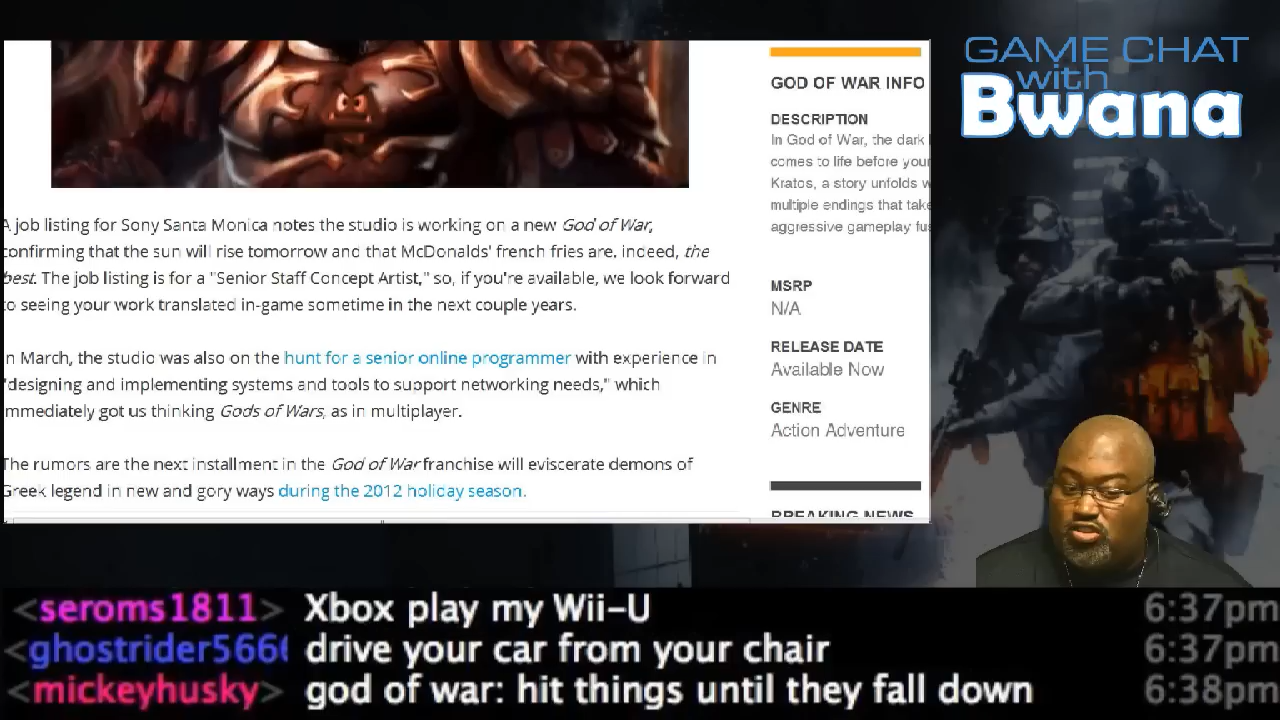 GAME CHAT
with
Bwana
GOD OF WAR INFO
DESCRIPTION
In God of War, the dark
comes to life before your
Kratos, a story unfolds w
multiple endings that take
aggressive gameplay fus
MSRP
N/A
RELEASE DATE
Available Now
GENRE
Action Adventure
BREAKING NEWS
A job listing for Sony Santa Monica notes the studio is working on a new God of War,
confirming that the sun will rise tomorrow and that McDonalds' french fries are, indeed, the
best. The job listing is for a "Senior Staff Concept Artist," so, if you're available, we look forward
to seeing your work translated in-game sometime in the next couple years.
In March, the studio was also on the hunt for a senior online programmer with experience in
"designing and implementing systems and tools to support networking needs," which
immediately got us thinking Gods of Wars, as in multiplayer.
The rumors are the next installment in the God of War franchise will eviscerate demons of
Greek legend in new and gory ways during the 2012 holiday season.
<seroms1811> Xbox play my Wii-U 6:37pm
<ghostrider566 drive your car from your chair 6:37pm
<mickeyhusky> god of war: hit things until they fall down 6:38pm